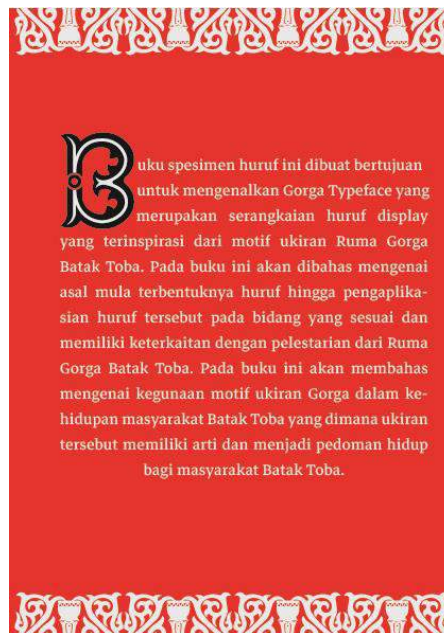 Buku spesimen huruf ini dibuat bertujuan
untuk mengenalkan Gorga Typeface yang
merupakan serangkaian huruf display
yang terinspirasi dari motif ukiran Ruma Gorga
Batak Toba. Pada buku ini akan dibahas mengenai
asal mula terbentuknya huruf hingga pengaplika-
sian huruf tersebut pada bidang yang sesuai dan
memiliki keterkaitan dengan pelestarian dari Ruma
Gorga Batak Toba. Pada buku ini akan membahas
mengenai kegunaan motif ukiran Gorga dalam ke-
hidupan masyarakat Batak Toba yang dimana ukiran
tersebut memiliki arti dan menjadi pedoman hidup
bagi masyarakat Batak Toba.